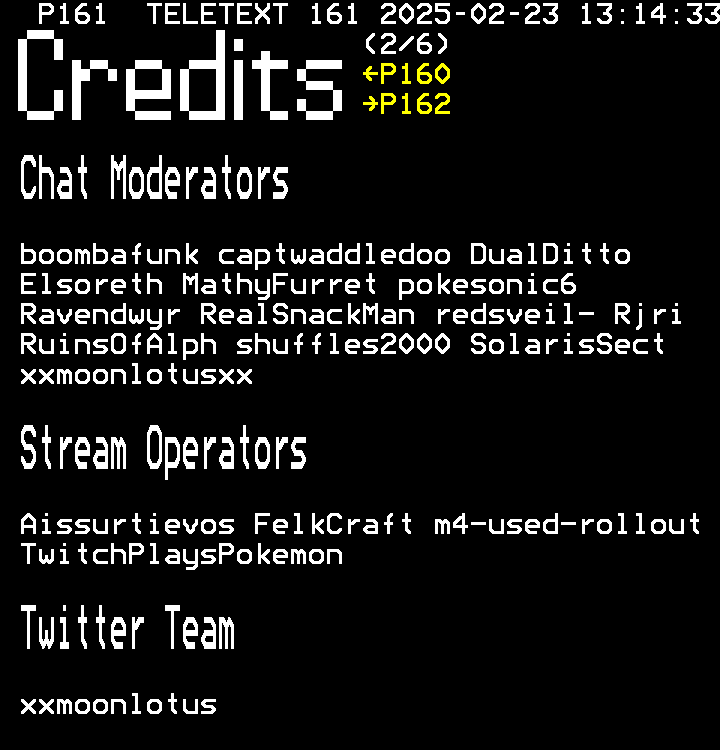 P161 TELETEXT 161 2025-02-23 13:14:33
Credits
(2/6)
←P160
→P162
Chat Moderators
boombafunk captwaddledoo DualDitto
Elsoreth MathyFurret pokesonic6
Ravendwyr RealSnackMan redsveil- Rjri
RuinsOfAlph shuffles2000 SolarisSect
xxmoonlotusxx
Stream Operators
Aissurtievos FelkCraft m4-used-rollout
TwitchPlaysPokemon
Twitter Team
xxmoonlotus